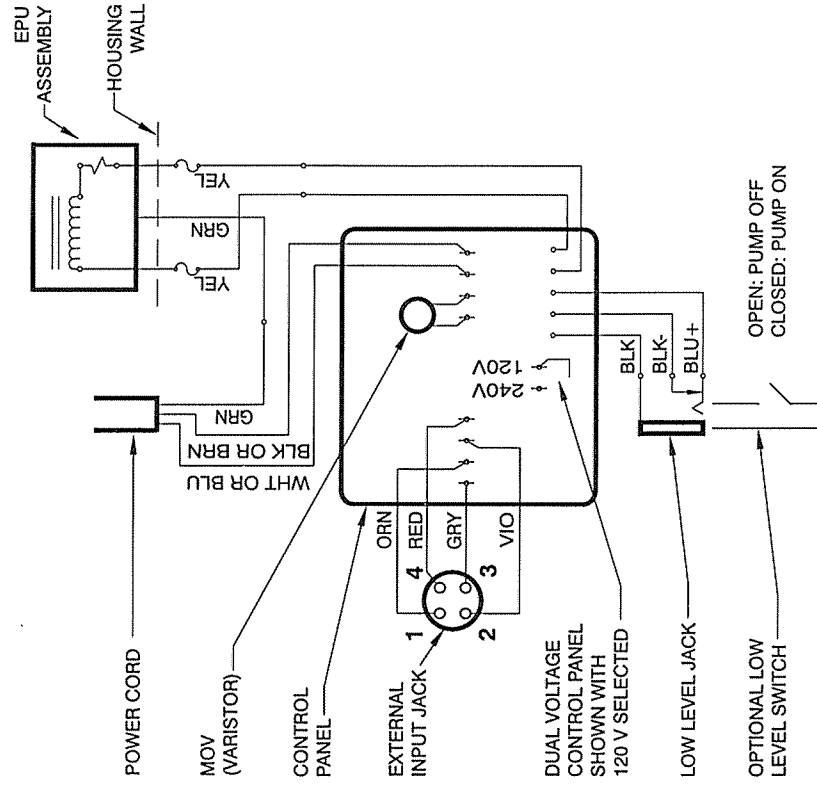 EPU
ASSEMBLY
HOUSING
WALL
YEL
GRN
YEL
GRN
BLK OR BRN
WHT OR BLU
POWER CORD
MOV
(VARISTOR)
CONTROL
PANEL
EXTERNAL
INPUT JACK
ORN
RED
GRY
VIO
1
4
2
3
120V
240V
DUAL VOLTAGE
CONTROL PANEL
SHOWN WITH
120 V SELECTED
BLK
BLK-
BLU+
OPEN: PUMP OFF
CLOSED: PUMP ON
LOW LEVEL JACK
OPTIONAL LOW
LEVEL SWITCH